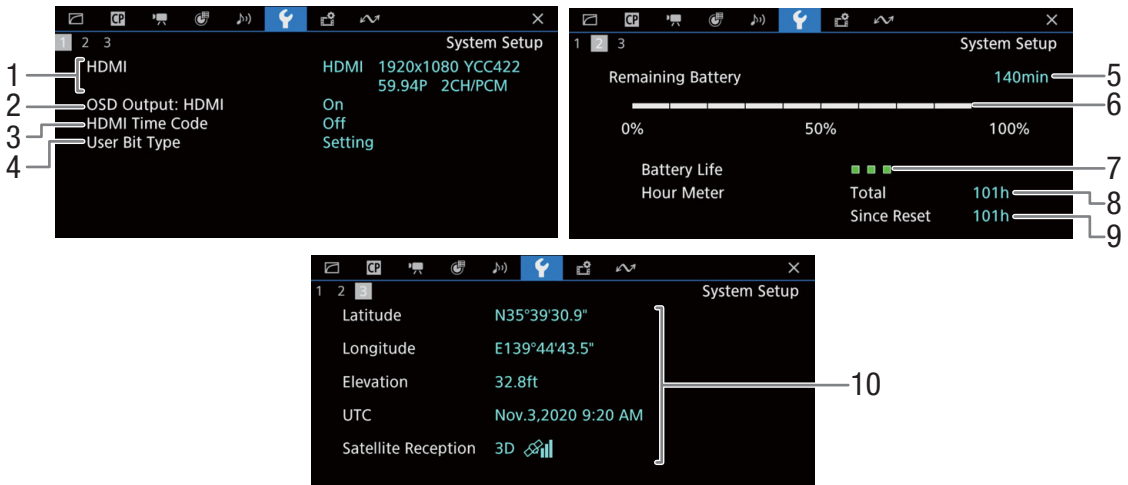 CP
1 2 3 System Setup
HDMI HDMI 1920x1080 YCC422
59.94P 2CH/PCM
OSD Output: HDMI On
HDMI Time Code Off
User Bit Type Setting
1
2
3
4
CP
1 2 3 System Setup
Remaining Battery 140min
0% 50% 100%
Battery Life
Hour Meter Total 101h
Since Reset 101h
5
6
7
8
9
CP
1 2 3 System Setup
Latitude N35°39'30.9"
Longitude E139°44'43.5"
Elevation 32.8ft
UTC Nov.3,2020 9:20 AM
Satellite Reception 3D
10